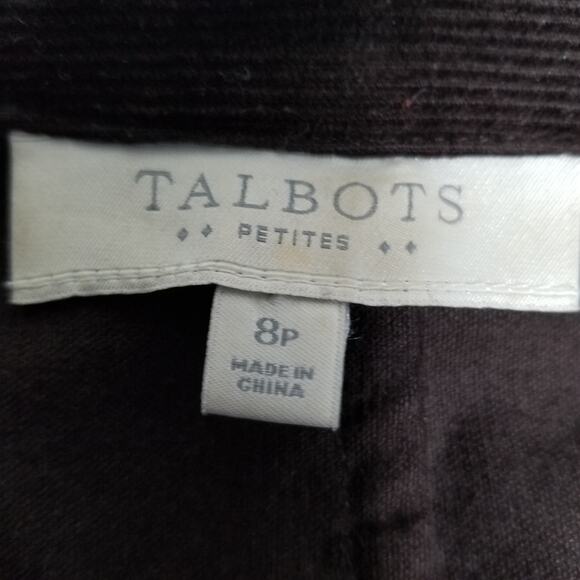 TALBOTS
PETITES
8P
MADE IN
CHINA